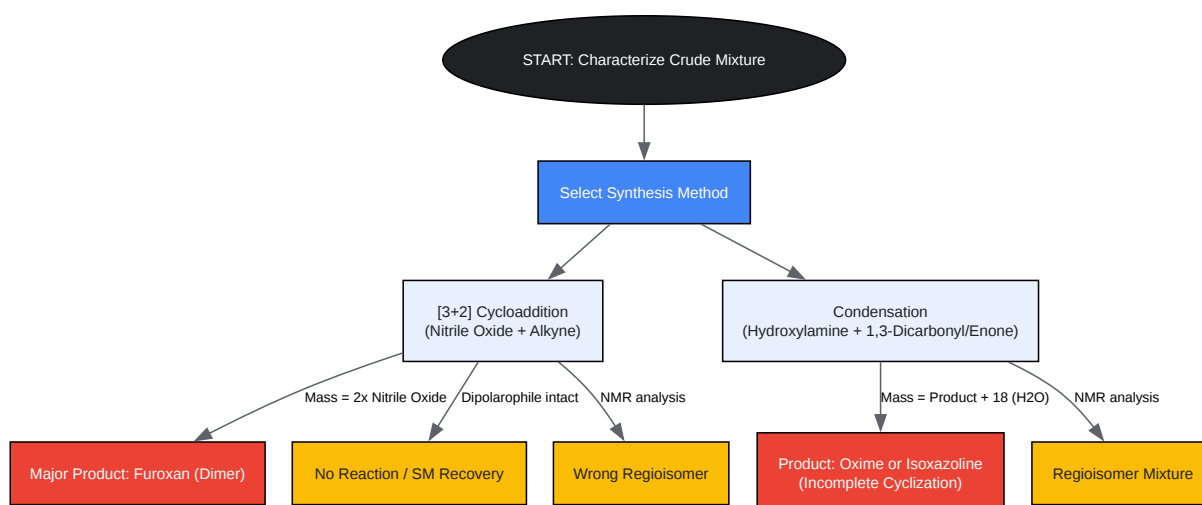 START: Characterize Crude Mixture
Select Synthesis Method
[3+2] Cycloaddition
(Nitrile Oxide + Alkyne)
Condensation
(Hydroxylamine + 1,3-Dicarbonyl/Enone)
Mass = 2x Nitrile Oxide
Dipolarophile intact
NMR analysis
Mass = Product + 18 (H2O)
NMR analysis
Major Product: Furoxan (Dimer)
No Reaction / SM Recovery
Wrong Regioisomer
Product: Oxime or Isoxazoline
(Incomplete Cyclization)
Regioisomer Mixture